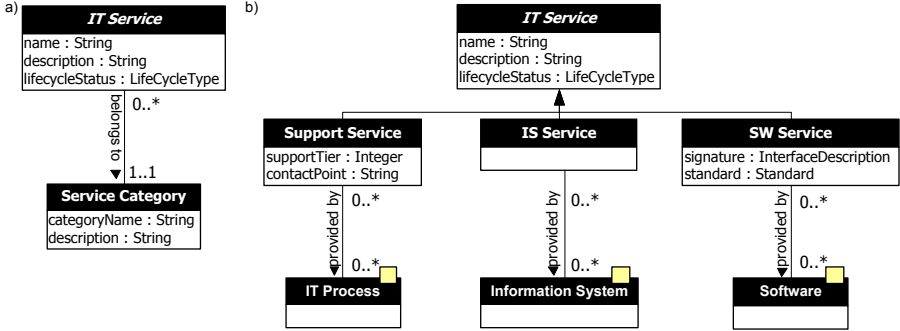 a)
IT Service
name : String
description : String
lifecycleStatus : LifeCycleType
belongs to
0..*
1..1
Service Category
categoryName : String
description : String
b)
IT Service
name : String
description : String
lifecycleStatus : LifeCycleType
Support Service
supportTier : Integer
contactPoint : String
provided by
0..*
0..*
IT Process
IS Service
provided by
0..*
0..*
Information System
SW Service
signature : InterfaceDescription
standard : Standard
provided by
0..*
0..*
Software